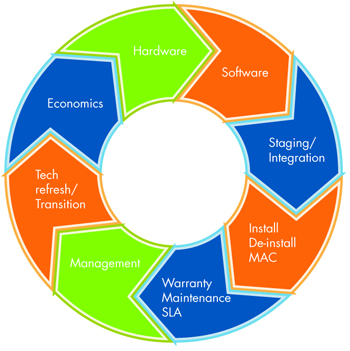 Hardware
Software
Staging/
Integration
Install
De-install
MAC
Warranty
Maintenance
SLA
Management
Tech
refresh/
Transition
Economics